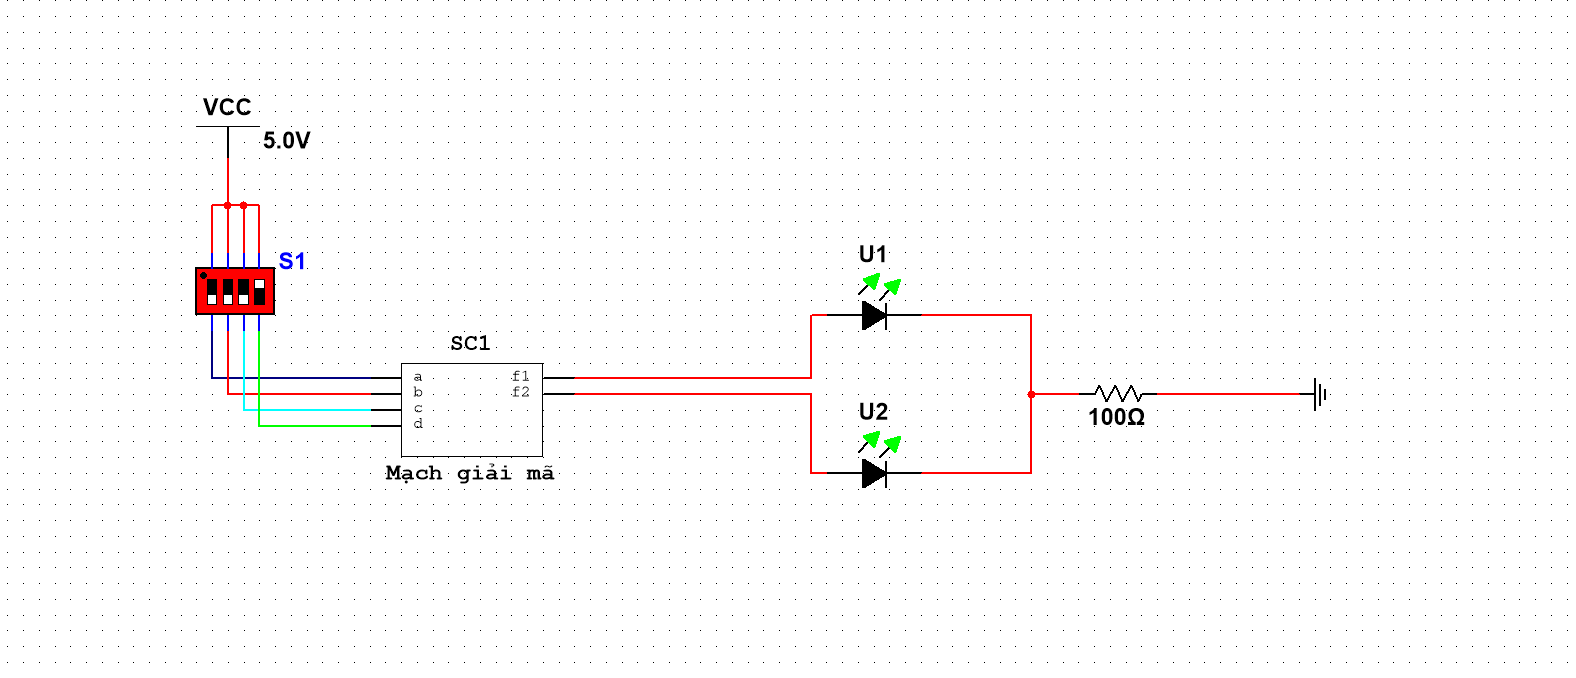 VCC
5.0V
S1
U1
SC1
a
b
c
d
f1
f2
U2
100Ω
Mạch giải mã